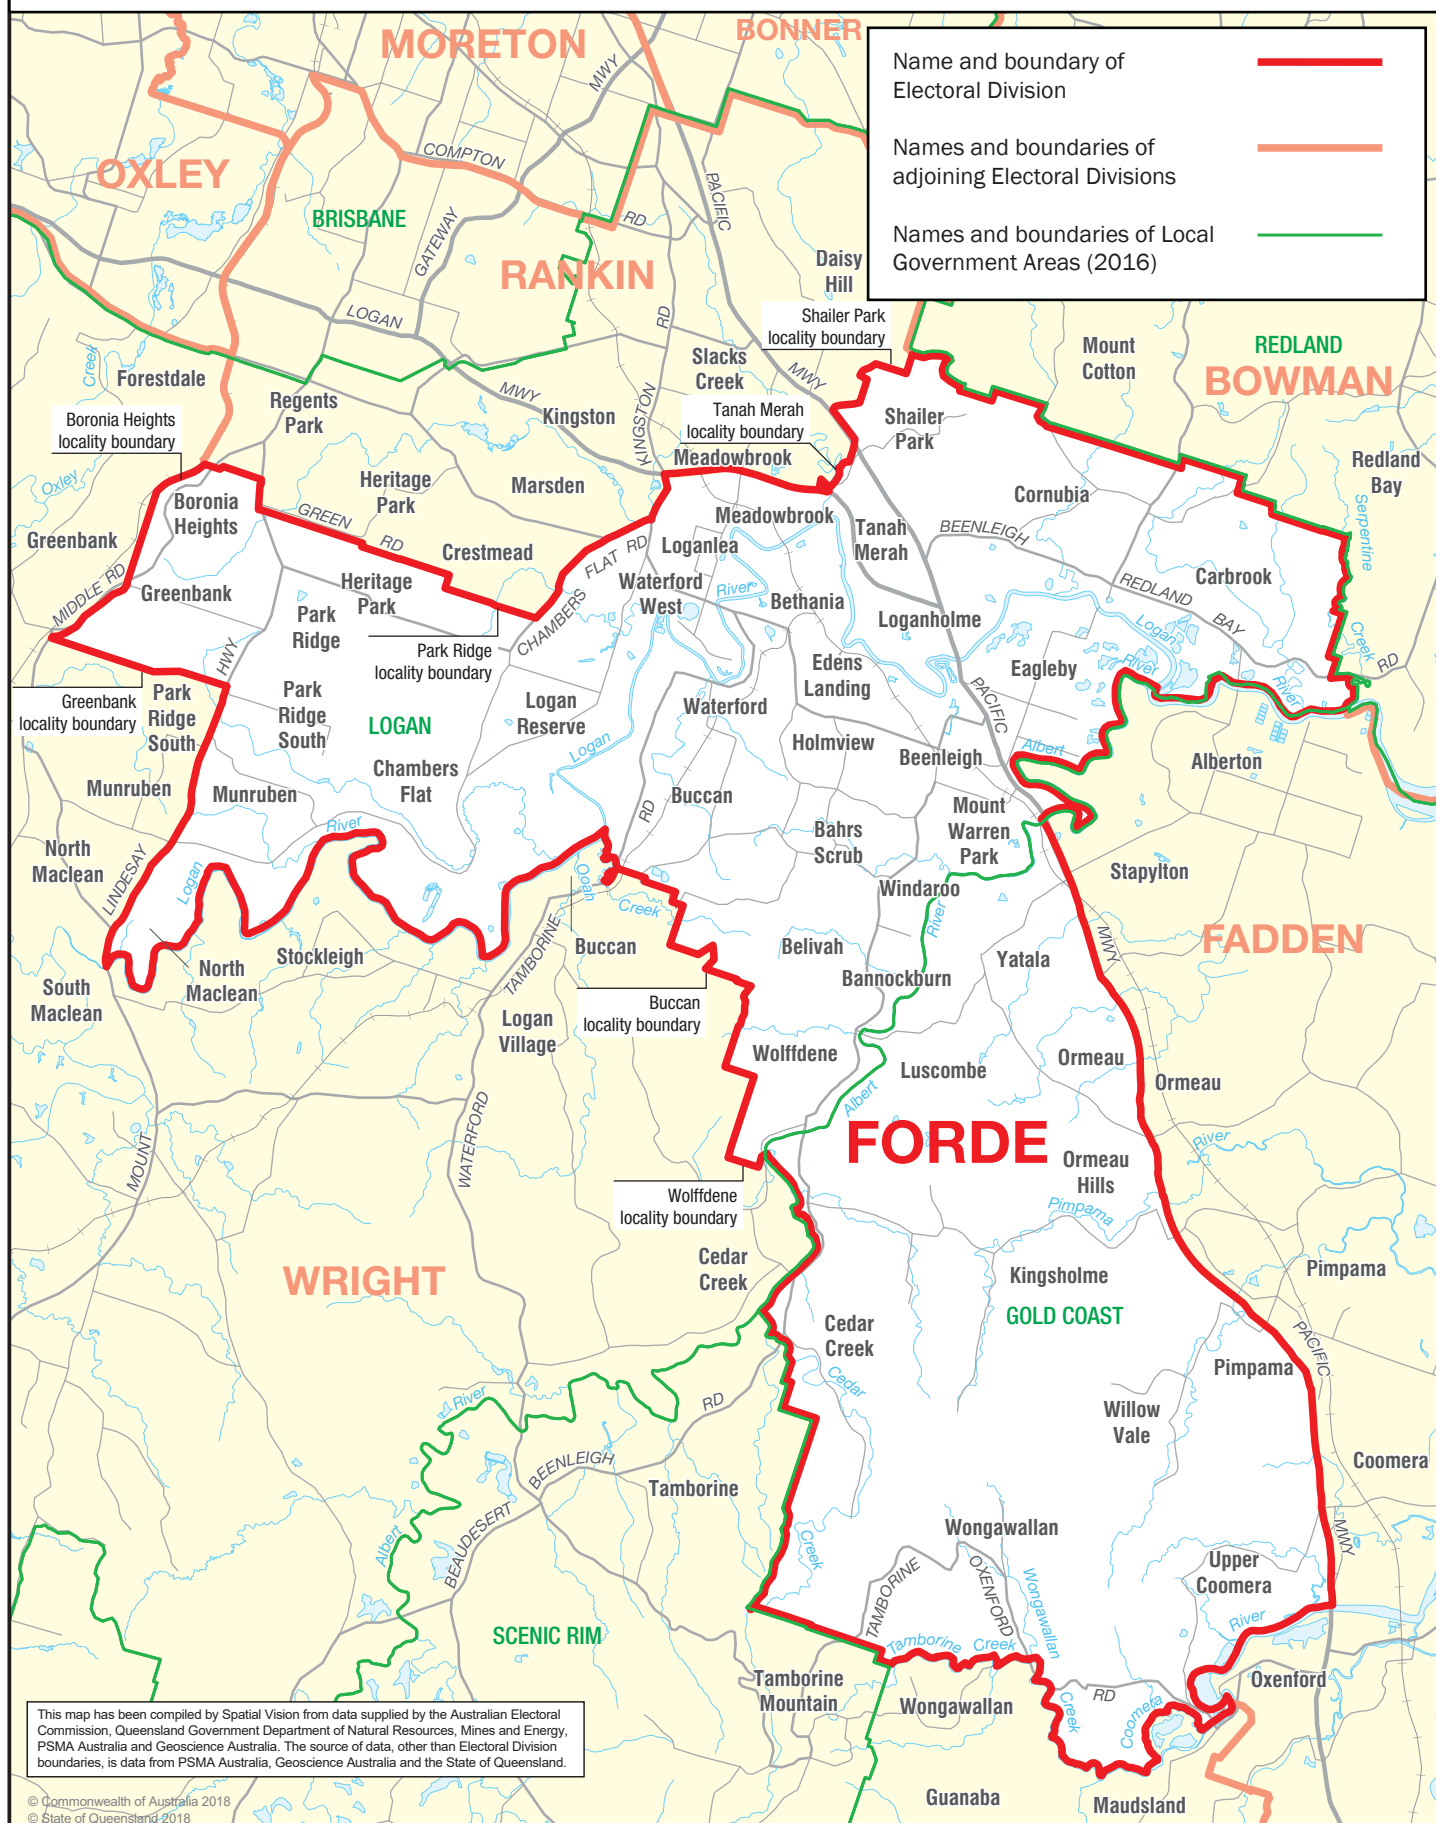 MORETON
BONNER
OXLEY
BRISBANE
RANKIN
COMPTON
RD
MWY
GATEWAY
LOGAN
MWY
PACIFIC
MWY
KINGSTON
RD
Name and boundary of
Electoral Division
Names and boundaries of
adjoining Electoral Divisions
Names and boundaries of Local
Government Areas (2016)
Daisy
Hill
Shailer Park
locality boundary
Slacks
Creek
Mount
Cotton
REDLAND
BOWMAN
Creek
Forestdale
Regents
Park
Kingston
Tanah Merah
locality boundary
Meadowbrook
Shailer
Park
Boronia Heights
locality boundary
Oxley
Boronia
Heights
Heritage
Park
Marsden
Cornubia
Redland
Bay
Serpentine
Creek
RD
Greenbank
GREEN
RD
Crestmead
Meadowbrook
Loganlea
Tanah
Merah
BEENLEIGH
REDLAND
BAY
Carbrook
MIDDLE RD
Greenbank
Park
Ridge
Heritage
Park
CHAMBERS
FLAT RD
Waterford
West
River
Bethania
Loganholme
Logan
River
River
HWY
Park Ridge
locality boundary
Edens
Landing
Eagleby
Greenbank
locality boundary
Park
Ridge
South
Park
Ridge
South
LOGAN
Logan
Reserve
Waterford
PACIFIC
Logan
Holmview
Beenleigh
Albert
Alberton
Chambers
Flat
Munruben
Munruben
Buccan
RD
Mount
Warren
Park
Bahrs
Scrub
River
North
Maclean
LINDESAY
Logan
Stapylton
Windaroo
River
Qoan
Creek
North
Maclean
Stockleigh
TAMBORINE
Buccan
Belivah
Bannockburn
Yatala
MWY
FADDEN
South
Maclean
Buccan
locality boundary
Logan
Village
Wolffdene
Luscombe
Ormeau
Ormeau
Albert
FORDE
MOUNT
WATERFORD
River
Ormeau
Hills
Pimpama
Wolffdene
locality boundary
Cedar
Creek
WRIGHT
Kingsholme
GOLD COAST
Pimpama
Cedar
Creek
PACIFIC
Pimpama
Cedar
River
RD
Willow
Vale
BEENLEIGH
Coomera
Tamborine
MWY
BEAUDESERT
Albert
Creek
Wongawallan
Upper
Coomera
TAMBORINE
OXENFORD
Wongawallan
River
SCENIC RIM
Tamborine
Creek
Tamborine
Mountain
Wongawallan
Creek
RD
Coomera
Oxenford
Guanaba
Maudsland
This map has been compiled by Spatial Vision from data supplied by the Australian Electoral
Commission, Queensland Government Department of Natural Resources, Mines and Energy,
PSMA Australia and Geoscience Australia. The source of data, other than Electoral Division
boundaries, is data from PSMA Australia, Geoscience Australia and the State of Queensland.
© Commonwealth of Australia 2018
© State of Queensland 2018